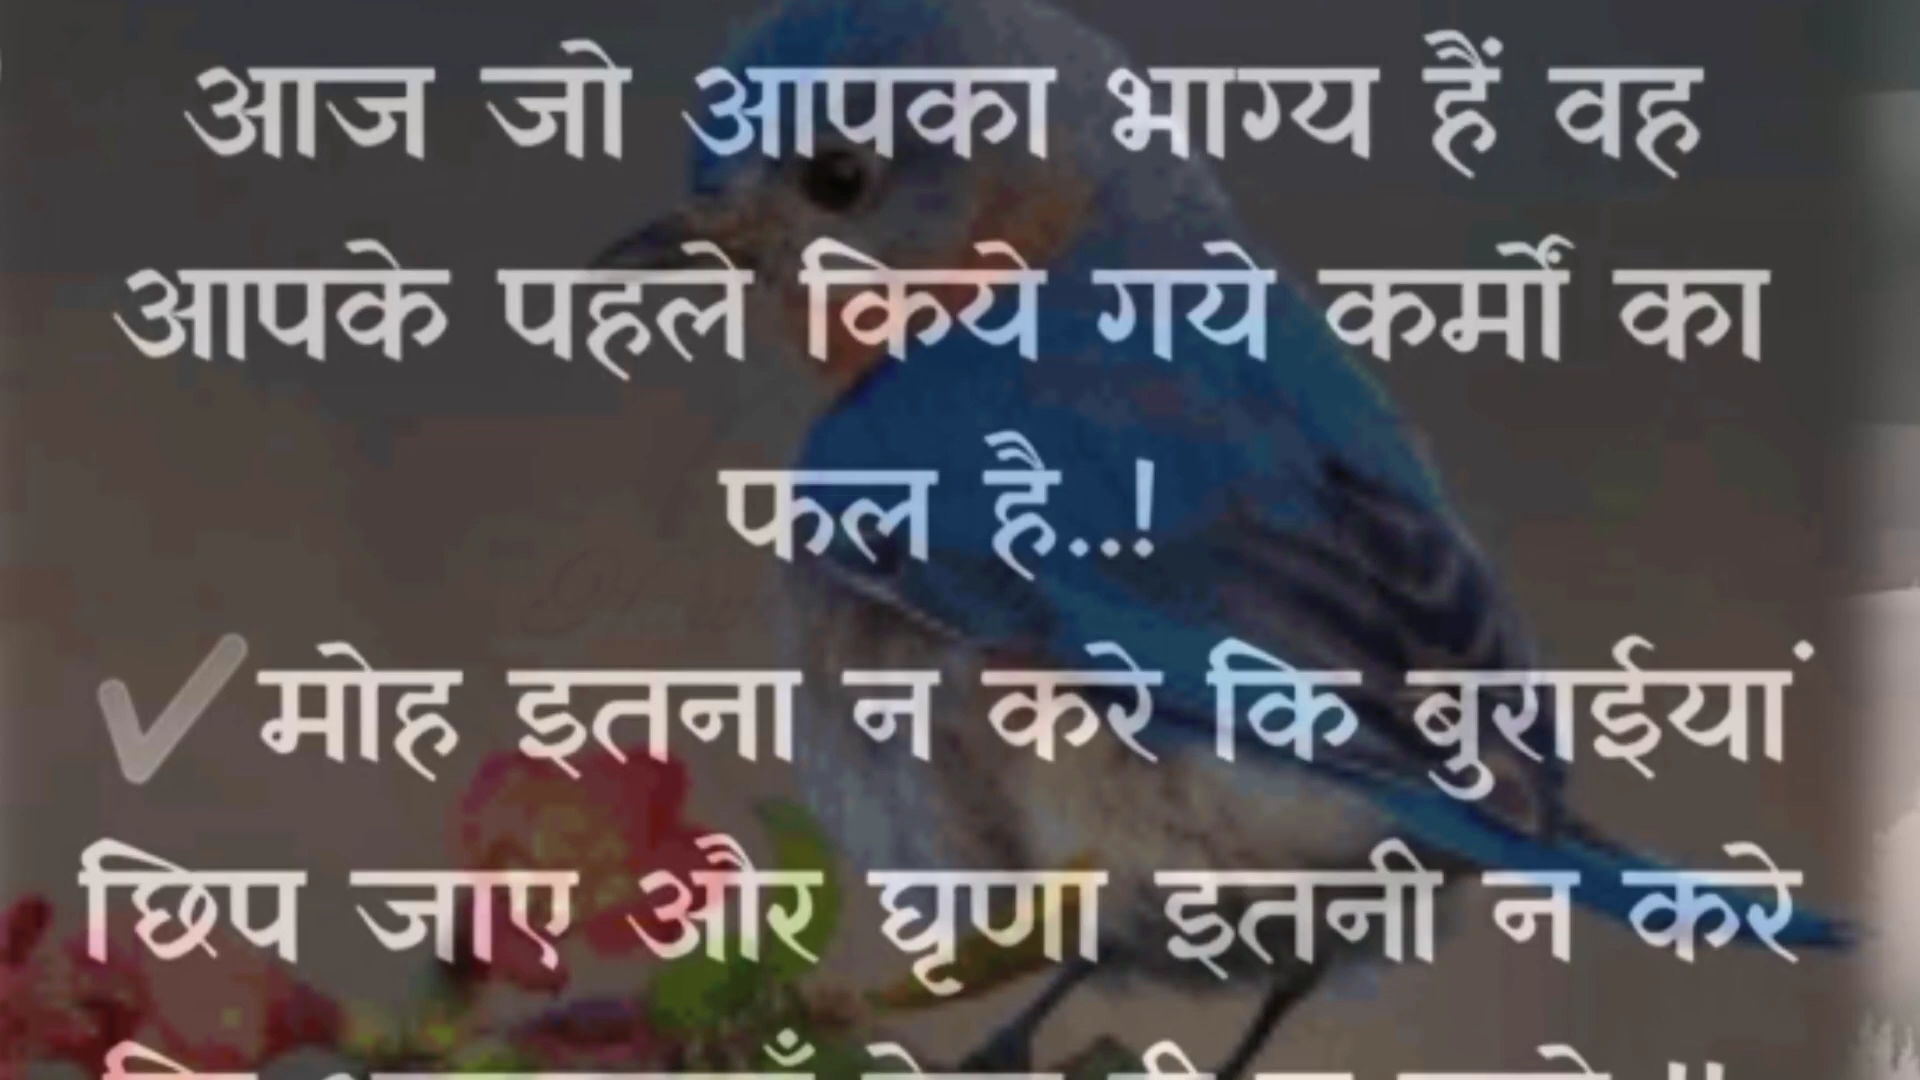 आज जो आपका भाग्य हैं वह
आपके पहले किये गये कर्मों का
फल है..!
✓मोह इतना न करे कि बुराईयां
छिप जाए और घृणा इतनी न करे